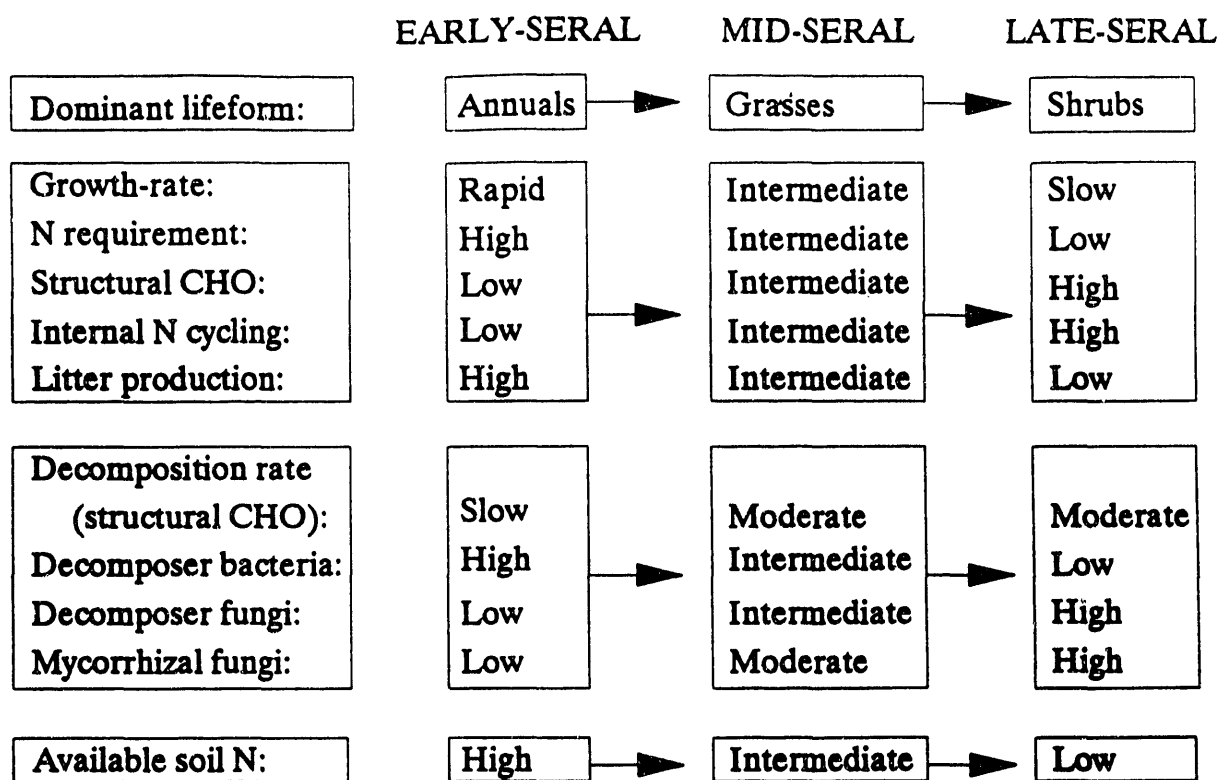 EARLY-SERAL MID-SERAL LATE-SERAL
Dominant lifeform: Annuals Grasses Shrubs
Growth-rate: Rapid Intermediate Slow
N requirement: High Intermediate Low
Structural CHO: Low Intermediate High
Internal N cycling: Low Intermediate High
Litter production: High Intermediate Low
Decomposition rate
(structural CHO): Slow Moderate Moderate
Decomposer bacteria: High Intermediate Low
Decomposer fungi: Low Intermediate High
Mycorrhizal fungi: Low Moderate High
Available soil N: High Intermediate Low